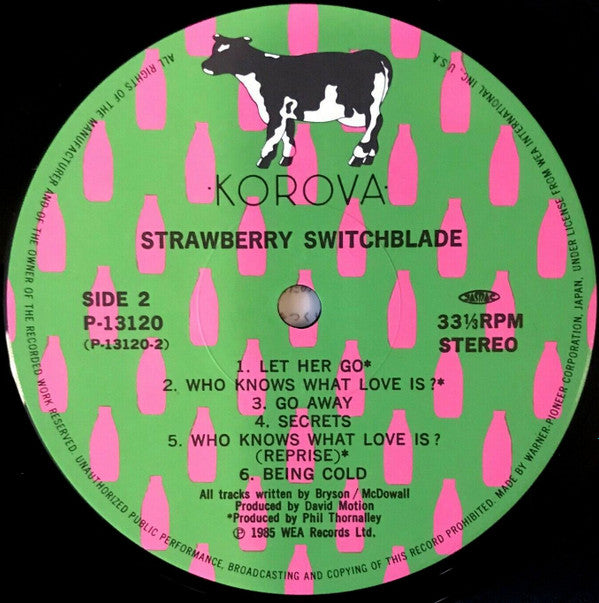 ·KOROVA·
STRAWBERRY SWITCHBLADE
SIDE 2
P-13120
(P-13120-2)
JASRAC
33⅓RPM
STEREO
1. LET HER GO*
2. WHO KNOWS WHAT LOVE IS?*
3. GO AWAY
4. SECRETS
5. WHO KNOWS WHAT LOVE IS?
(REPRISE)*
6. BEING COLD
All tracks written by Bryson/McDowall
Produced by David Motion
*Produced by Phil Thornalley
Ⓟ 1985 WEA Records Ltd.
ALL RIGHTS OF THE MANUFACTURER AND OF THE OWNER OF THE RECORDED WORK RESERVED. UNAUTHORIZED PUBLIC PERFORMANCE, BROADCASTING AND COPYING OF THIS RECORD PROHIBITED. MADE BY WARNER-PIONEER CORPORATION, JAPAN, UNDER LICENSE FROM WEA INTERNATIONAL INC. U.S.A.